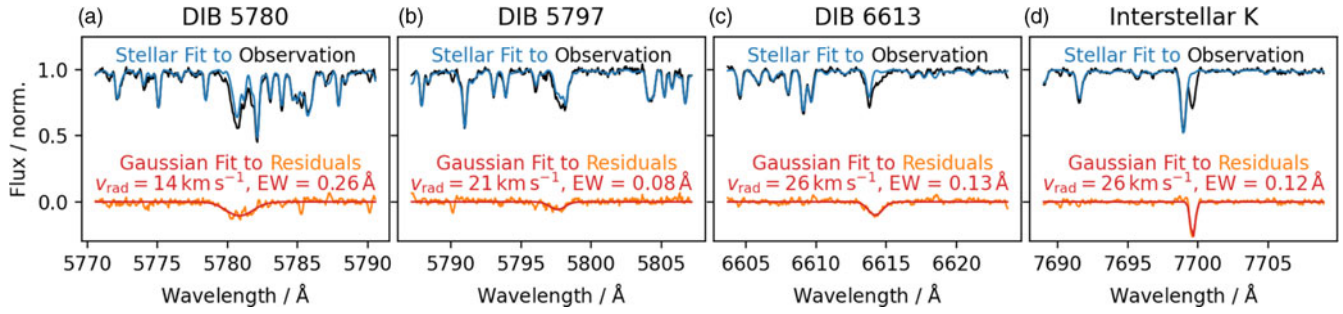 (a) DIB 5780
(b) DIB 5797
(c) DIB 6613
(d) Interstellar K
Flux / norm.
1.0
0.5
0.0
Stellar Fit to Observation
Gaussian Fit to Residuals
v_rad = 14 km s⁻¹, EW = 0.26 Å
5770 5775 5780 5785 5790
Wavelength / Å
Stellar Fit to Observation
Gaussian Fit to Residuals
v_rad = 21 km s⁻¹, EW = 0.08 Å
5790 5795 5800 5805
Wavelength / Å
Stellar Fit to Observation
Gaussian Fit to Residuals
v_rad = 26 km s⁻¹, EW = 0.13 Å
6605 6610 6615 6620
Wavelength / Å
Stellar Fit to Observation
Gaussian Fit to Residuals
v_rad = 26 km s⁻¹, EW = 0.12 Å
7690 7695 7700 7705
Wavelength / Å